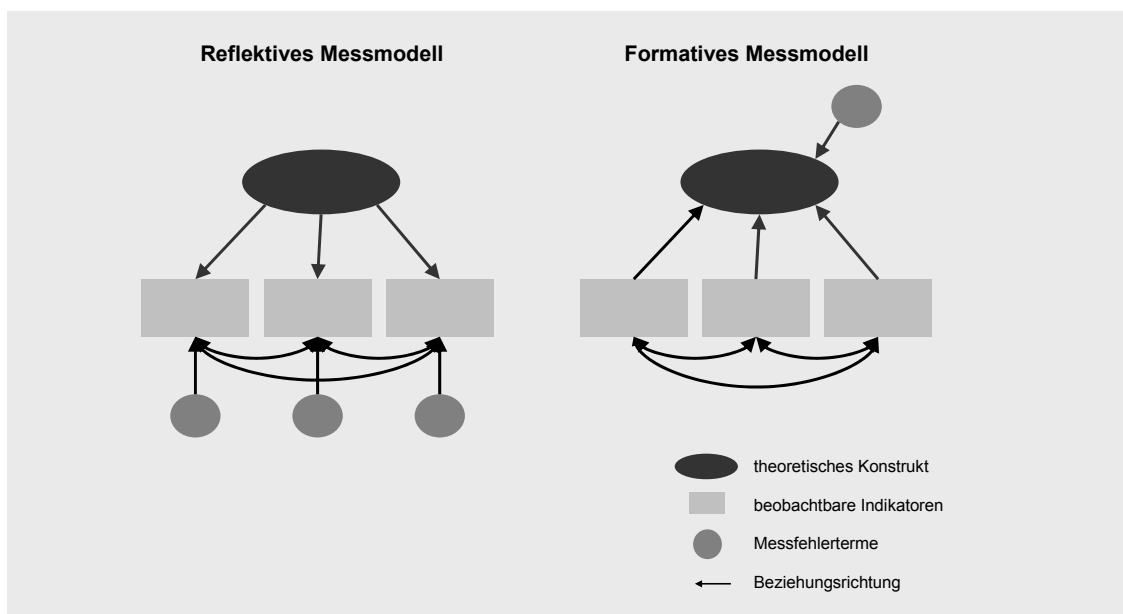 Reflektives Messmodell
Formatives Messmodell
theoretisches Konstrukt
beobachtbare Indikatoren
Messfehlerterme
Beziehungsrichtung